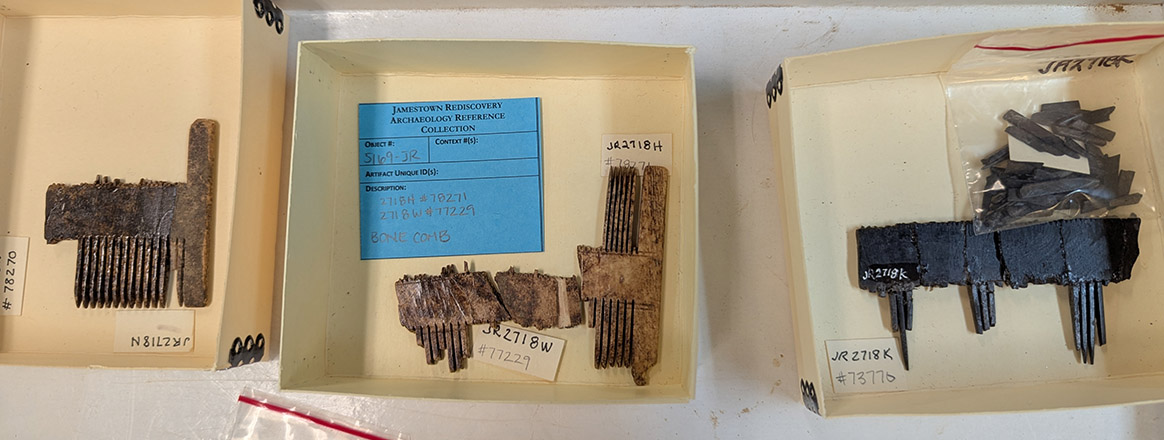 # 78270
JR2718N
JAMESTOWN REDISCOVERY
ARCHAEOLOGY REFERENCE
COLLECTION
OBJECT #:
5169-JR
CONTEXT #(S):
ARTIFACT UNIQUE ID(S):
DESCRIPTION:
2718H #78271
2718W #77229
BONE COMB
JR2718H
#78271
JR2718W
#77229
JR2718K
JR2718K
JR2718K
#73770